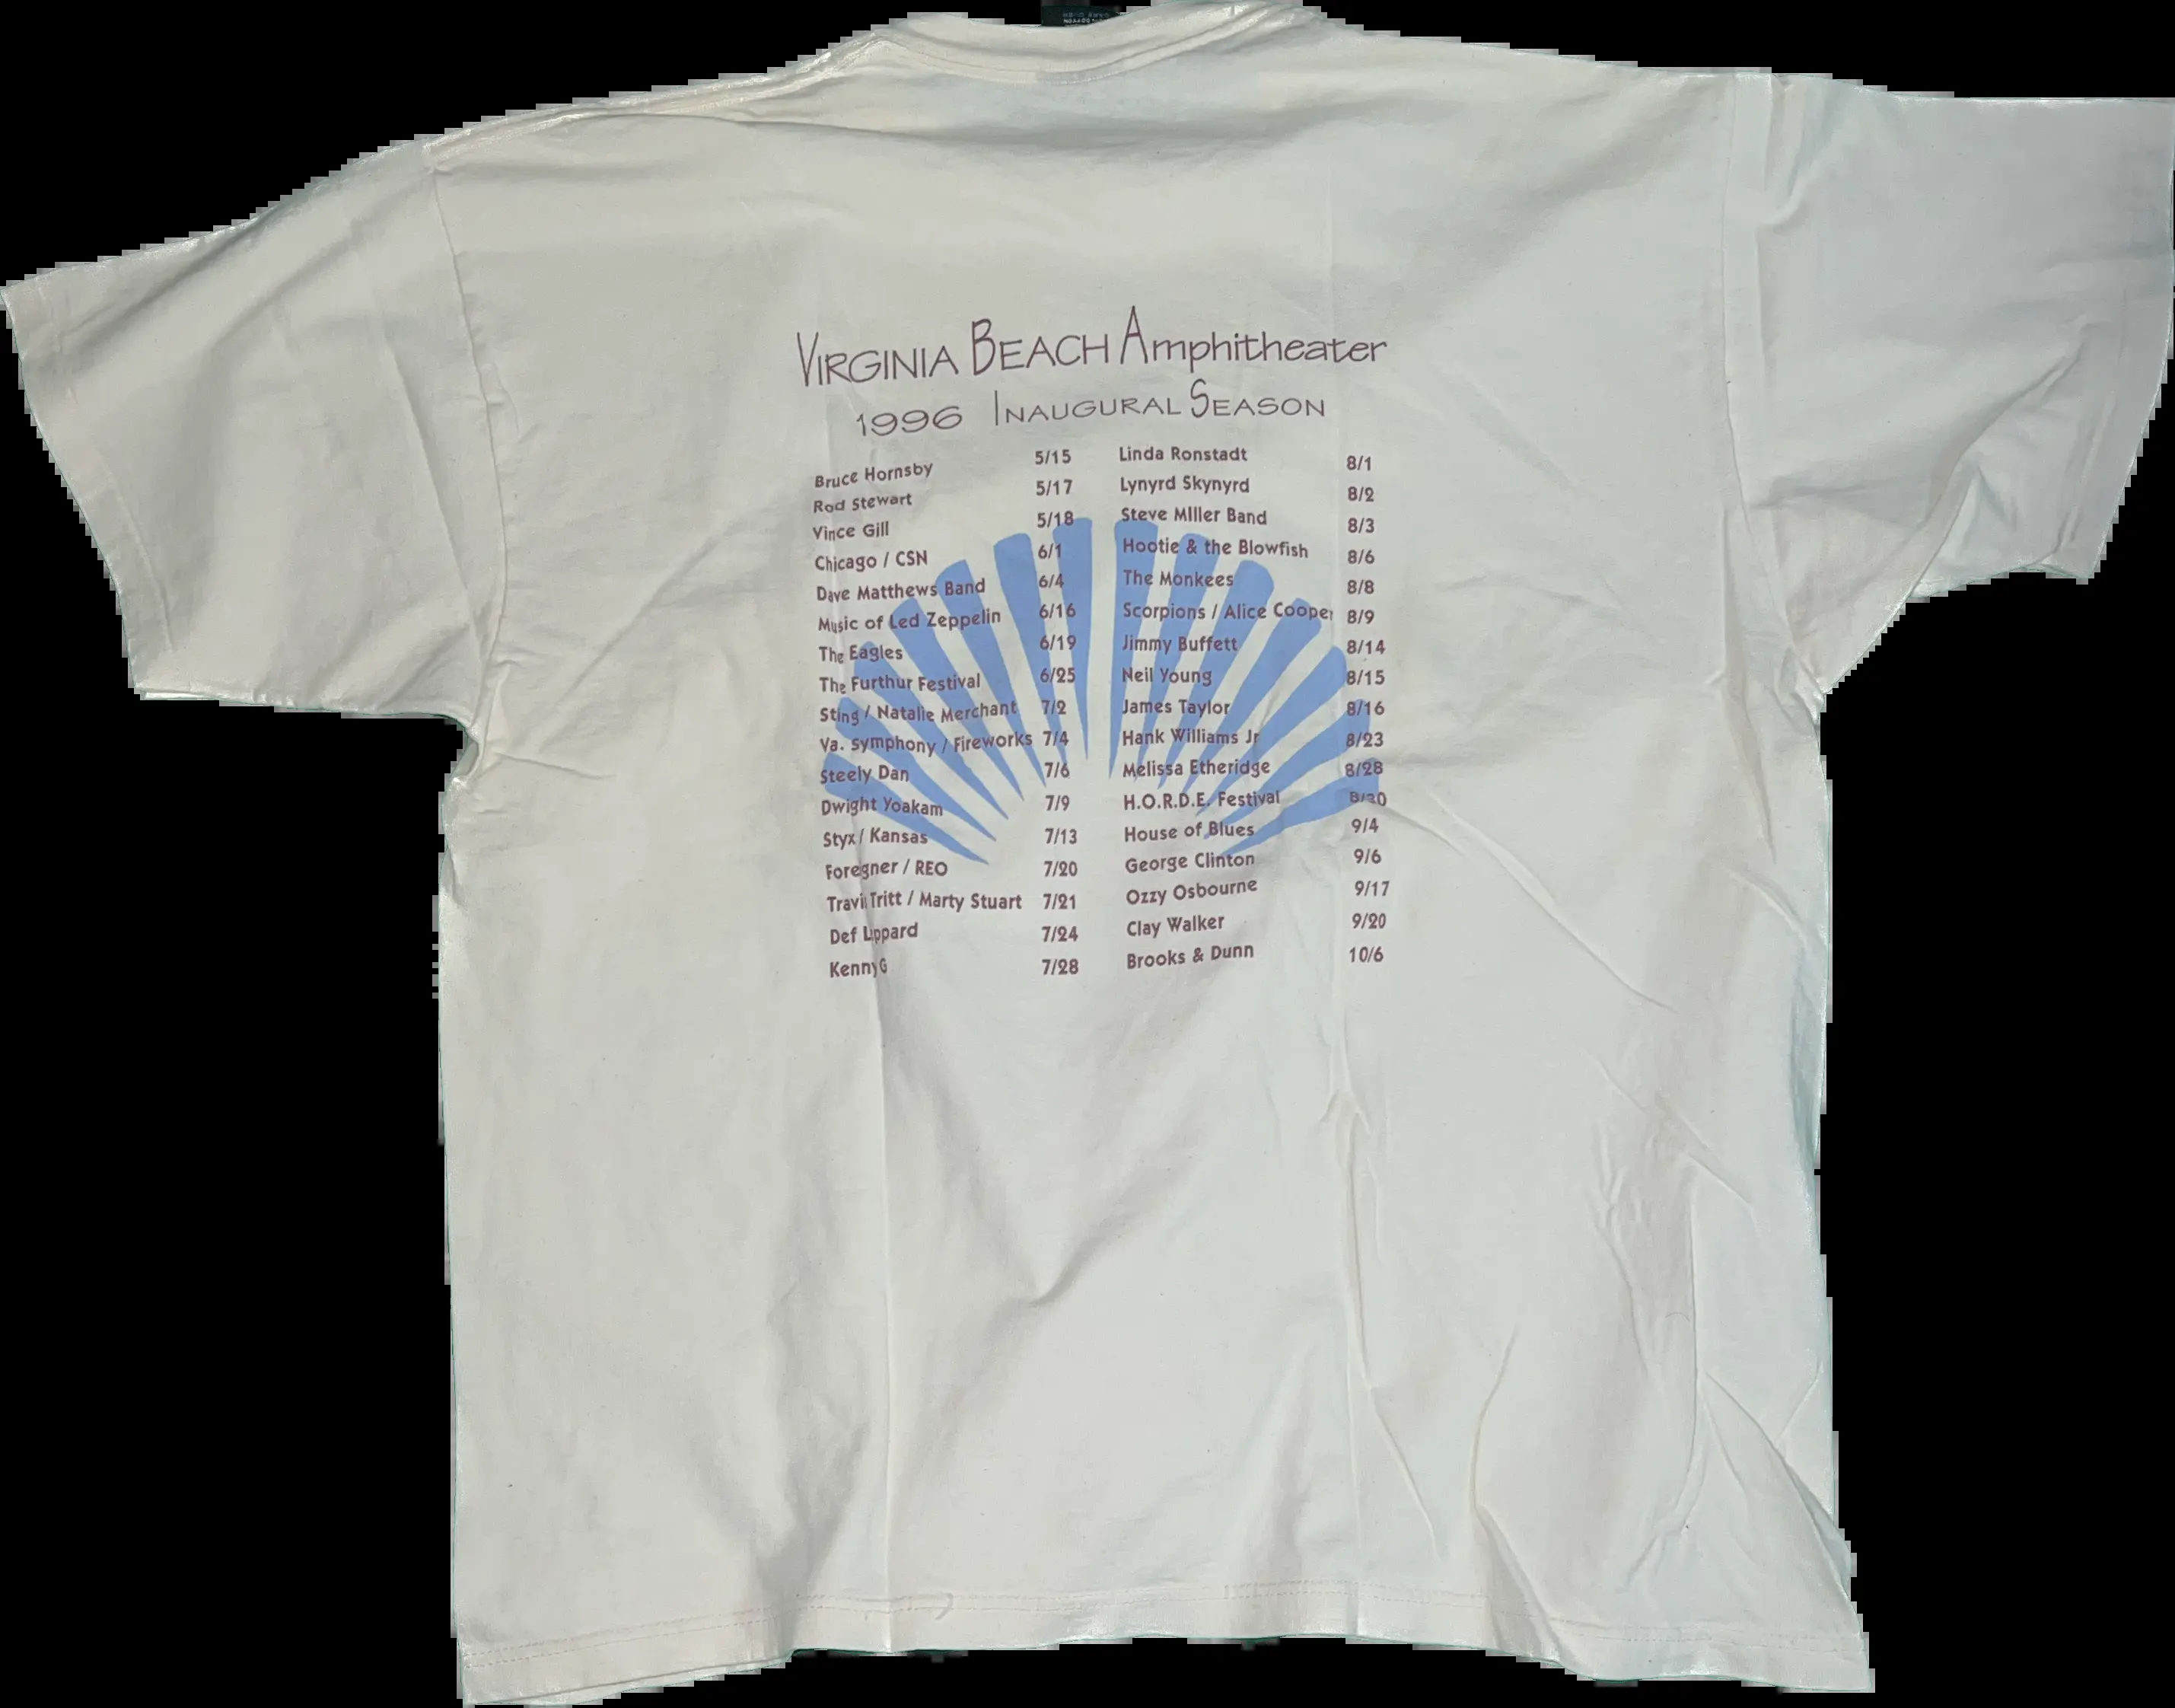 VIRGINIA BEACH Amphitheater
1996 INAUGURAL SEASON
Bruce Hornsby 5/15
Rod Stewart 5/17
Vince Gill 5/18
Chicago / CSN 6/1
Dave Matthews Band 6/4
Music of Led Zeppelin 6/16
The Eagles 6/19
The Furthur Festival 6/25
Sting / Natalie Merchant 7/2
Va. Symphony / Fireworks 7/4
Steely Dan 7/6
Dwight Yoakam 7/9
Styx / Kansas 7/13
Foregner / REO 7/20
Travi Tritt / Marty Stuart 7/21
Def Leppard 7/24
Kenny G 7/28
Linda Ronstadt 8/1
Lynyrd Skynyrd 8/2
Steve MIller Band 8/3
Hootie & the Blowfish 8/6
The Monkees 8/8
Scorpions / Alice Cooper 8/9
Jimmy Buffett 8/14
Neil Young 8/15
James Taylor 8/16
Hank Williams Jr 8/23
Melissa Etheridge 8/28
H.O.R.D.E. Festival 8/30
House of Blues 9/4
George Clinton 9/6
Ozzy Osbourne 9/17
Clay Walker 9/20
Brooks & Dunn 10/6